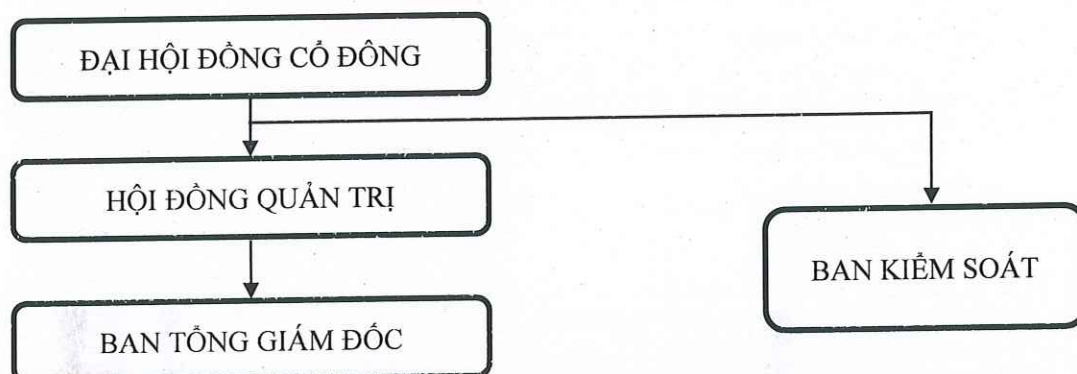 ĐẠI HỘI ĐỒNG CỔ ĐÔNG
HỘI ĐỒNG QUẢN TRỊ
BAN KIỂM SOÁT
BAN TỔNG GIÁM ĐỐC